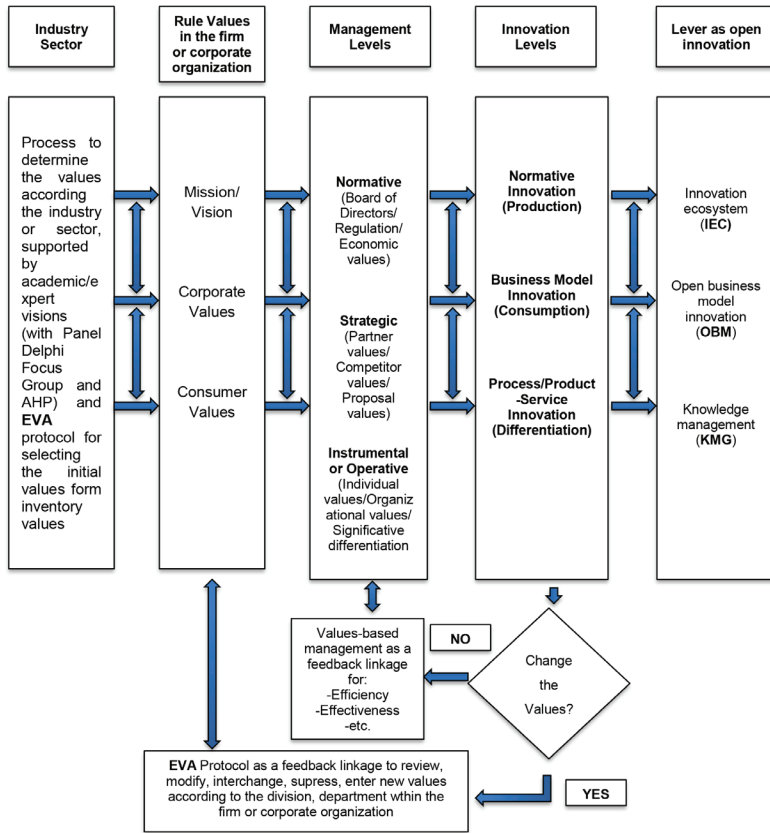 Industry
Sector
Rule Values
in the firm
or corporate
organization
Management
Levels
Innovation
Levels
Lever as open
innovation
Process to
determine
the values
according
the industry
or sector,
supported
by
academic/e
xpert
visions
(with Panel
Delphi
Focus
Group and
AHP) and
EVA
protocol for
selecting
the initial
values form
inventory
values
Mission/
Vision
Corporate
Values
Consumer
Values
Normative
(Board of
Directors/
Regulation/
Economic
values)
Strategic
(Partner
values/
Competitor
values/
Proposal
values)
Instrumental
or Operative
(Individual
values/Organiz
ational values/
Significative
differentiation
Normative
Innovation
(Production)
Business Model
Innovation
(Consumption)
Process/Product
-Service
Innovation
(Differentiation)
Innovation
ecosystem
(IEC)
Open business
model
innovation
(OBM)
Knowledge
management
(KMG)
Values-based
management as a
feedback linkage
for:
-Efficiency
-Effectiveness
-etc.
NO
Change
the
Values?
EVA Protocol as a feedback linkage to review,
modify, interchange, supress, enter new values
according to the division, department wthin the
firm or corporate organization
YES